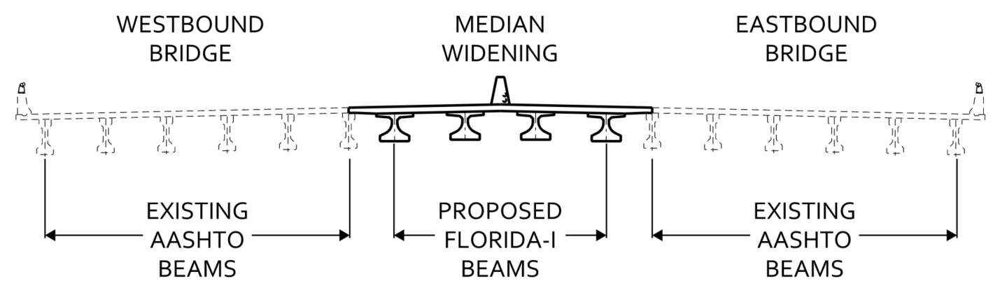 WESTBOUND
BRIDGE
MEDIAN
WIDENING
EASTBOUND
BRIDGE
EXISTING
AASHTO
BEAMS
PROPOSED
FLORIDA-I
BEAMS
EXISTING
AASHTO
BEAMS